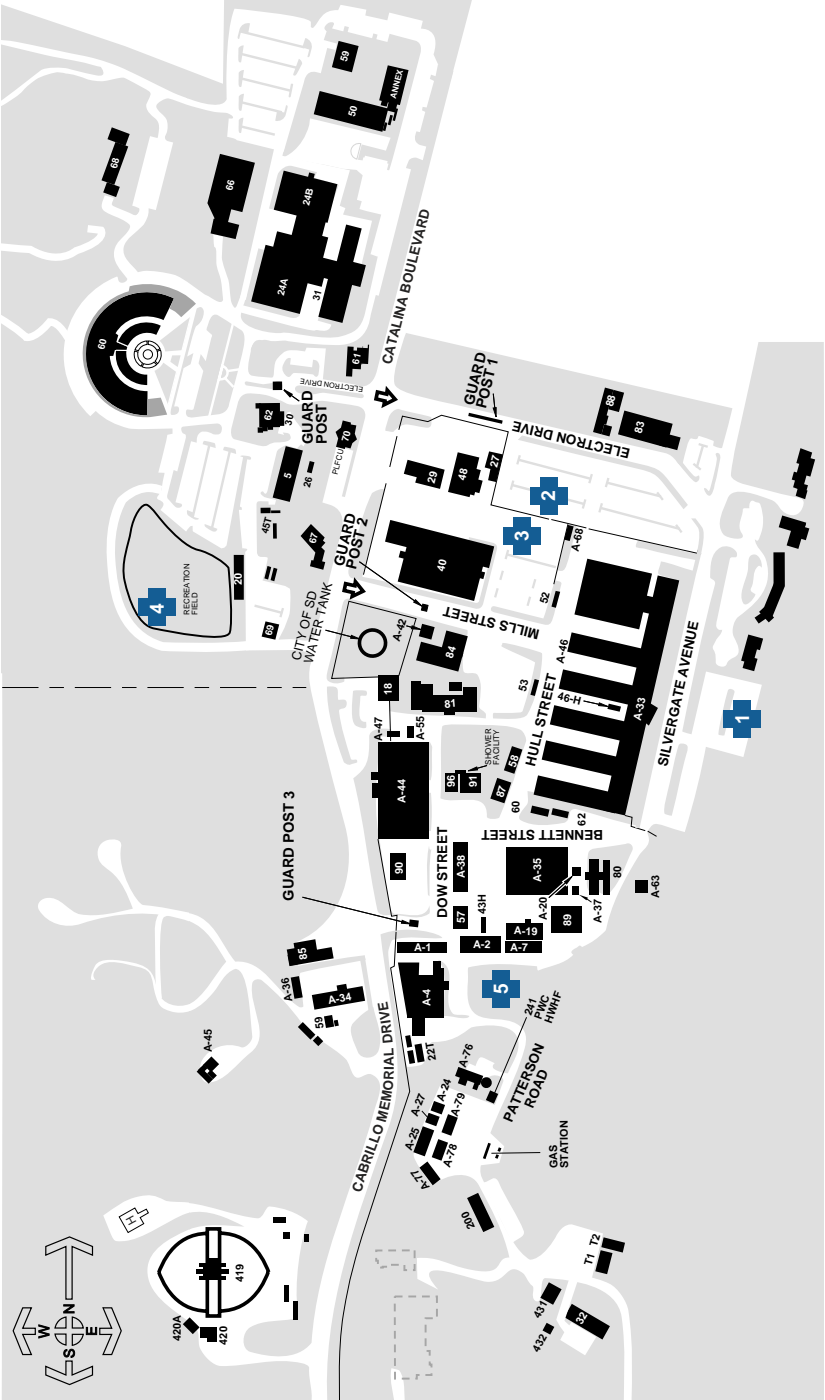 59
50
ANNEX
68
66
24B
24A
31
60
61
CATALINA BOULEVARD
ELECTRON DRIVE
GUARD
POST
62
30
GUARD
POST 1
70
PLFCU
88
83
ELECTRON DRIVE
5
26
29
48
27
2
45T
67
GUARD
POST 2
3
A-68
40
20
4
RECREATION
FIELD
52
69
CITY OF SD
WATER TANK
A-42
MILLS STREET
84
A-46
18
81
53
46-H
A-33
HULL STREET
SILVERGATE AVENUE
1
A-47
A-55
A-44
SHOWER
FACILITY
96
91
58
87
60
62
BENNETT STREET
GUARD POST 3
90
DOW STREET
A-38
A-35
80
A-63
A-20
A-37
57
43H
89
A-19
A-1
A-2
A-7
85
A-36
A-34
59
A-4
5
22T
241
PWC
HWHF
A-45
CABRILLO MEMORIAL DRIVE
A-76
PATTERSON
ROAD
A-24
A-27
A-79
A-25
A-78
A-77
GAS
STATION
200
H
T2
T1
419
420A
420
431
432
32
N
W
E
S